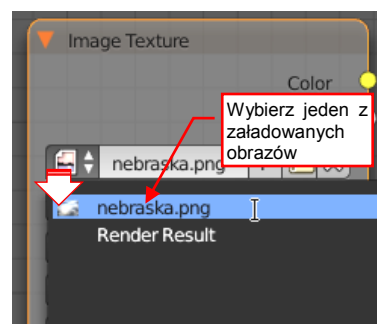 Image Texture
Color
Wybierz jeden z
załadowanych
obrazów
nebraska.png
nebraska.png
Render Result